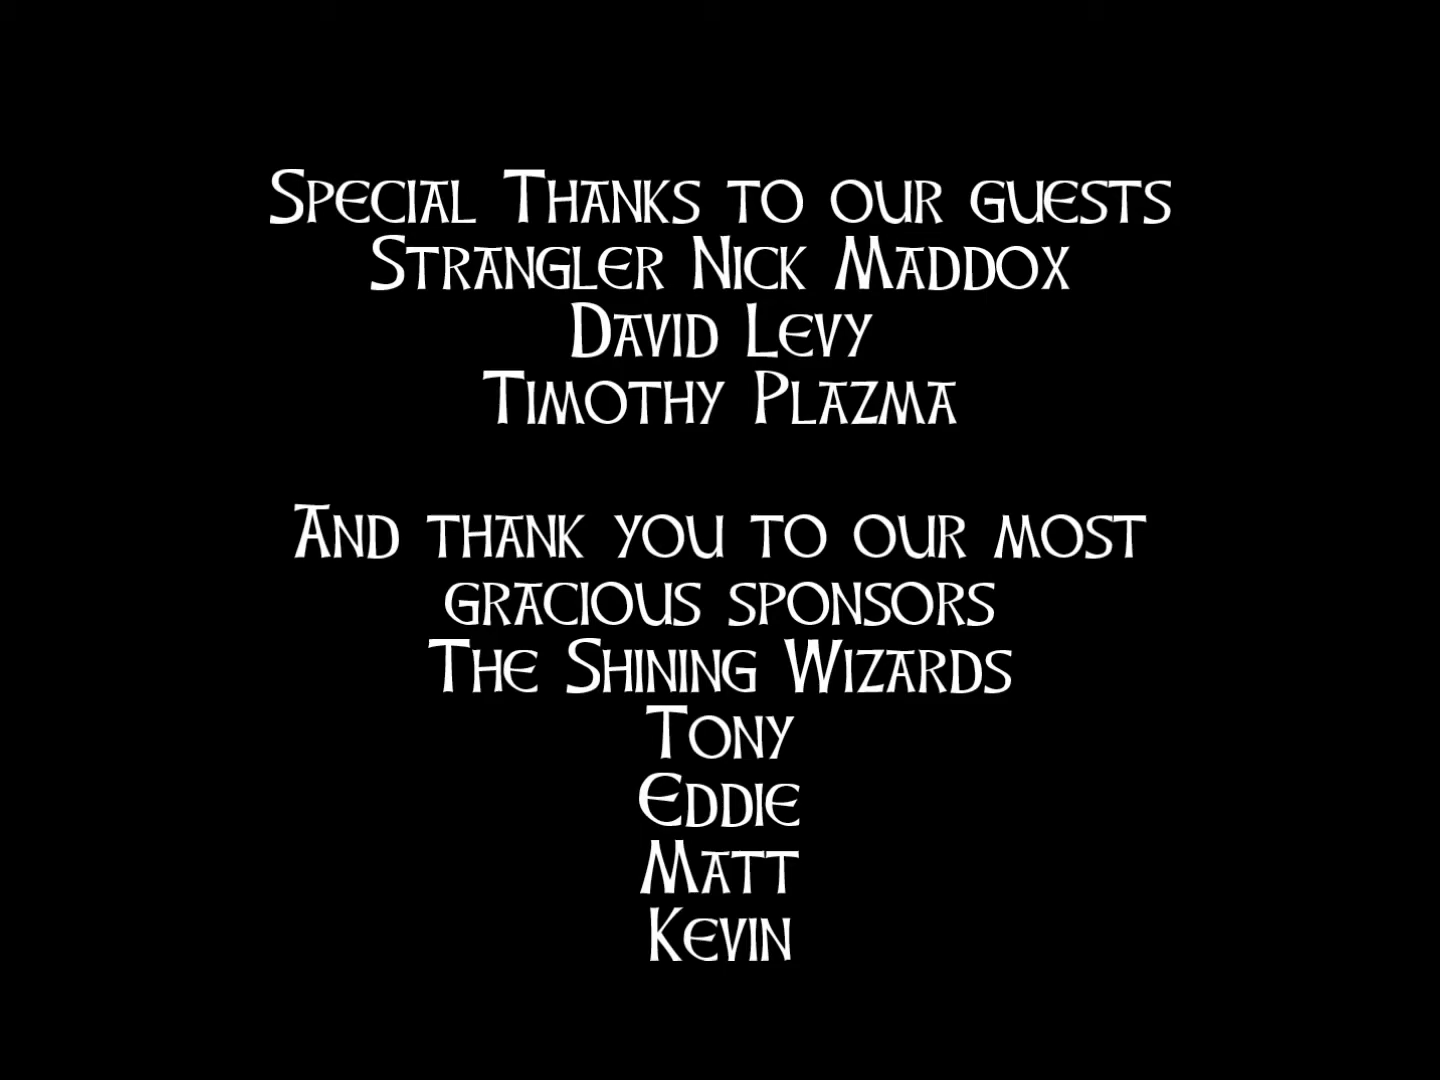 Special Thanks to our guests
Strangler Nick Maddox
David Levy
Timothy Plazma
And thank you to our most
gracious sponsors
The Shining Wizards
Tony
Eddie
Matt
Kevin